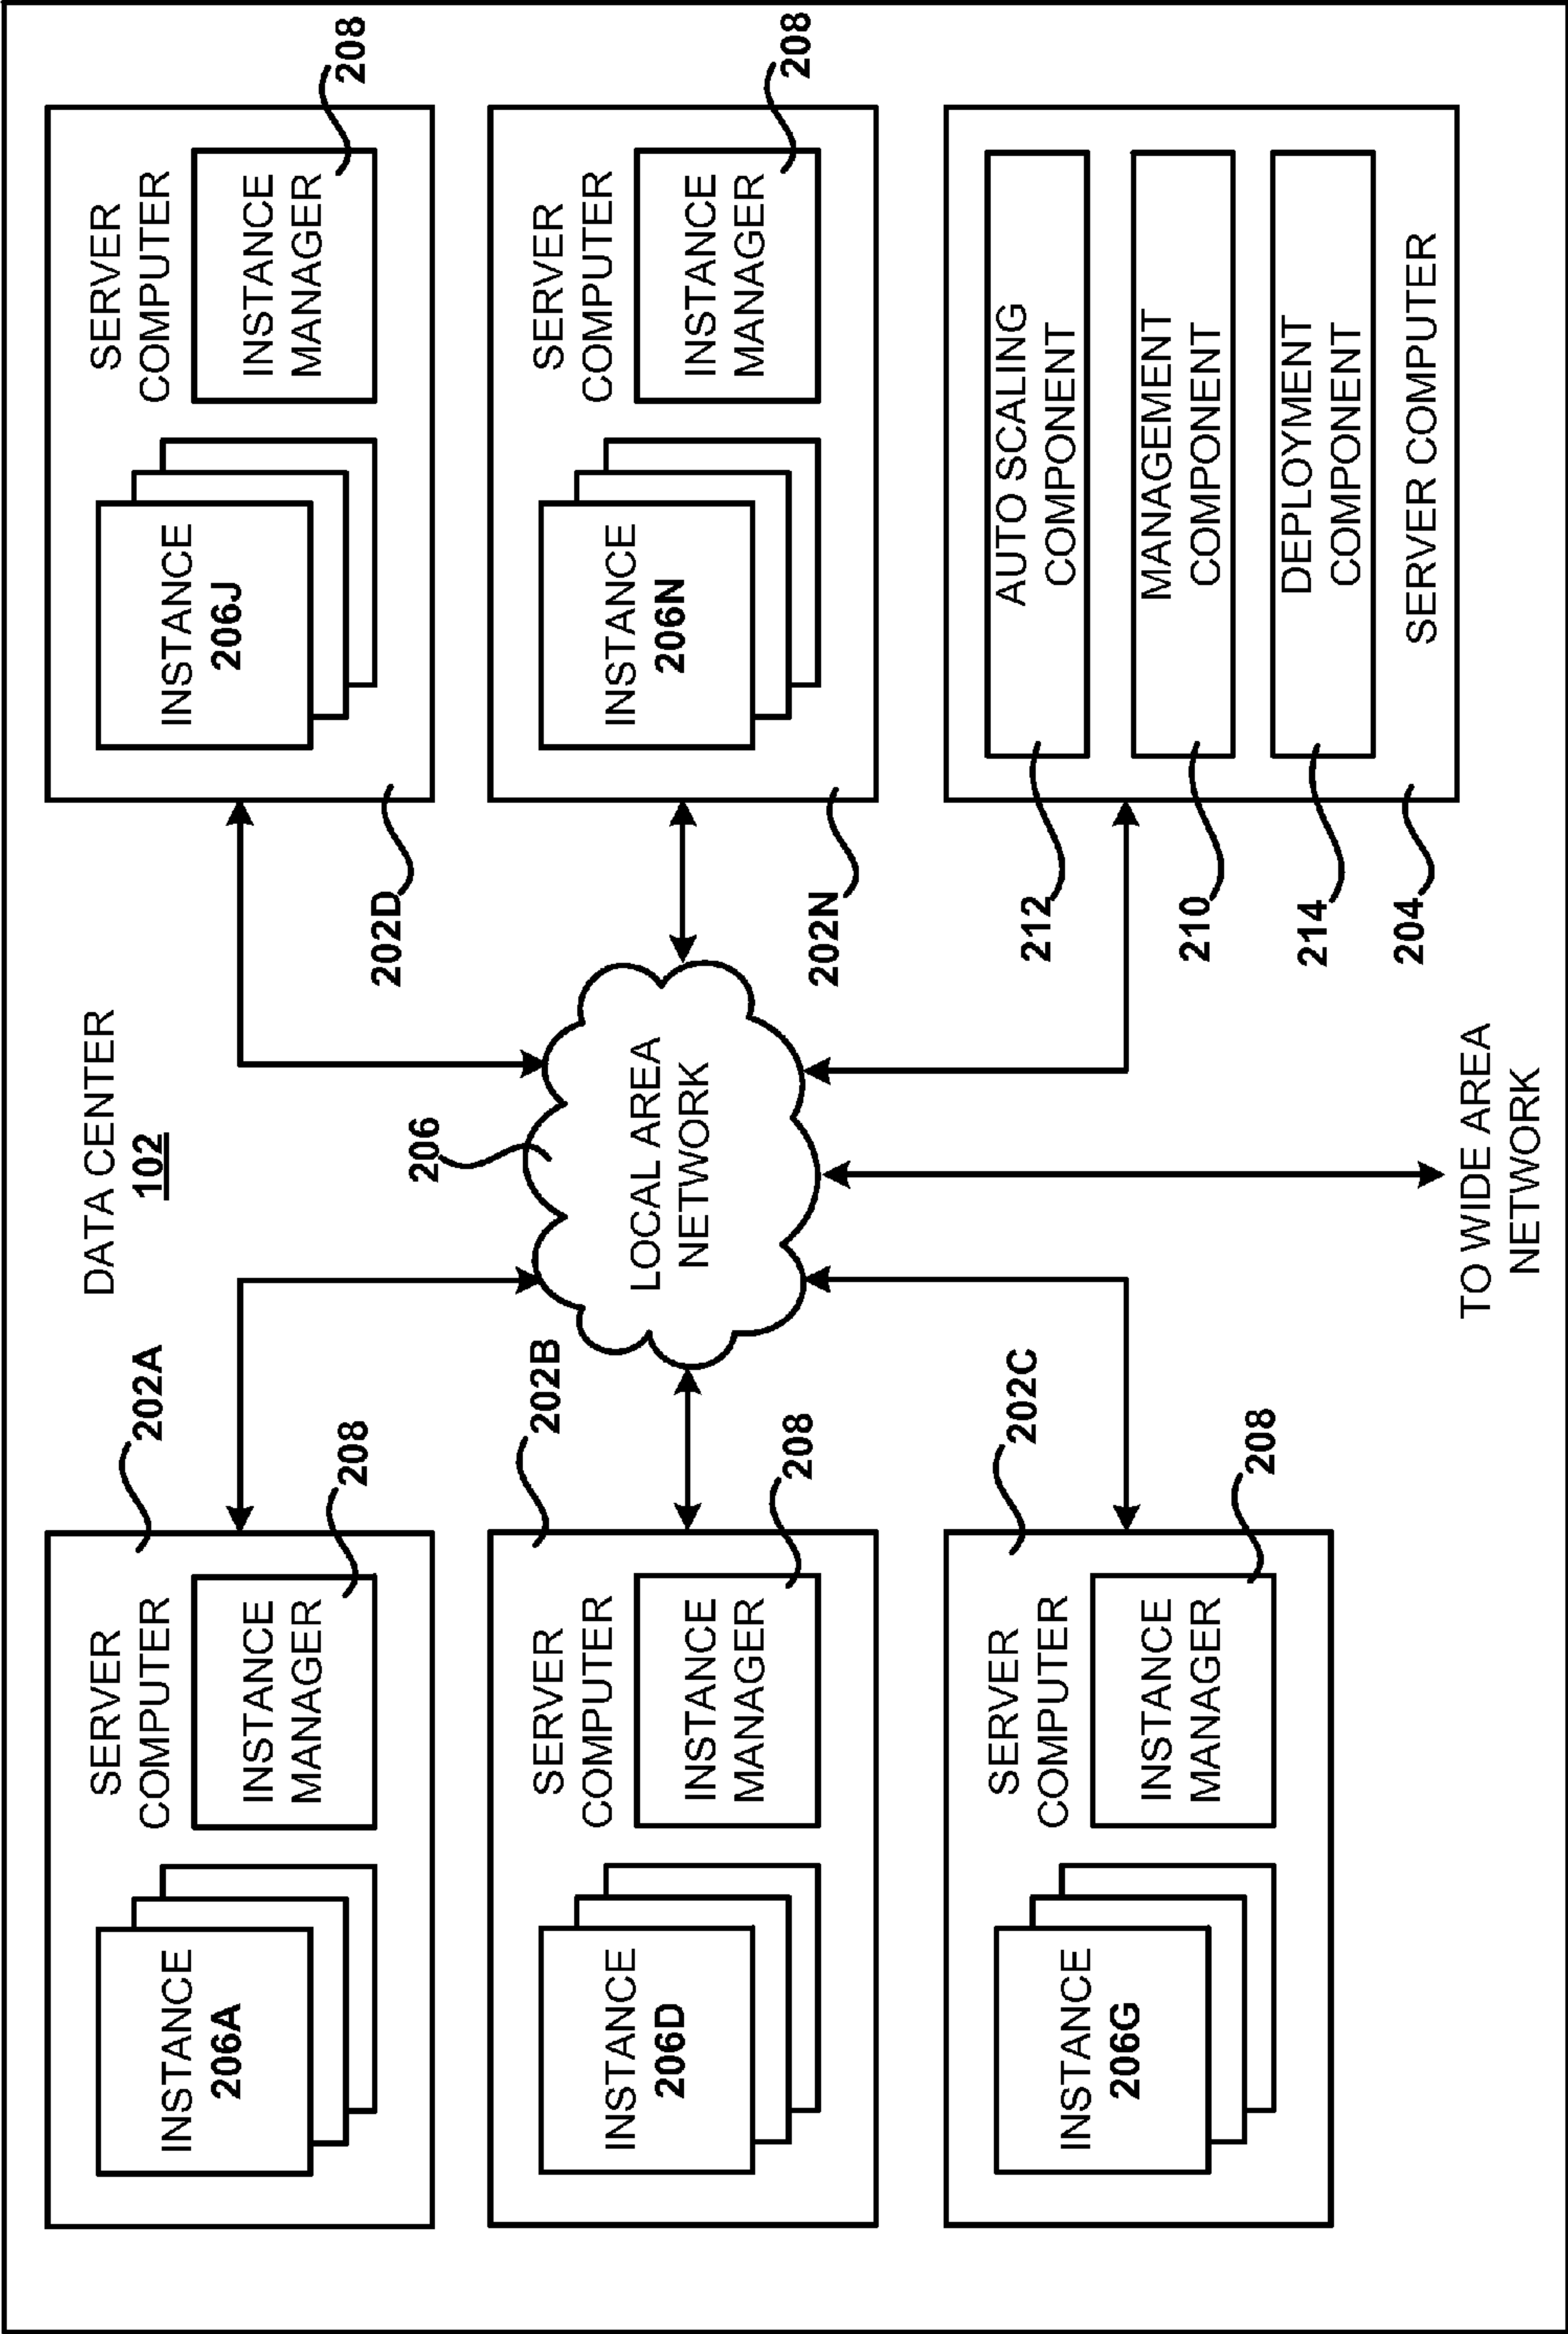 DATA CENTER
102
202A
SERVER
COMPUTER
INSTANCE
206A
INSTANCE
MANAGER
208
202B
SERVER
COMPUTER
INSTANCE
206D
INSTANCE
MANAGER
208
202C
SERVER
COMPUTER
INSTANCE
206G
INSTANCE
MANAGER
208
206
LOCAL AREA
NETWORK
TO WIDE AREA
NETWORK
202D
INSTANCE
206J
SERVER
COMPUTER
INSTANCE
MANAGER
208
202N
INSTANCE
206N
SERVER
COMPUTER
INSTANCE
MANAGER
208
212
AUTO SCALING
COMPONENT
210
MANAGEMENT
COMPONENT
214
DEPLOYMENT
COMPONENT
204
SERVER COMPUTER